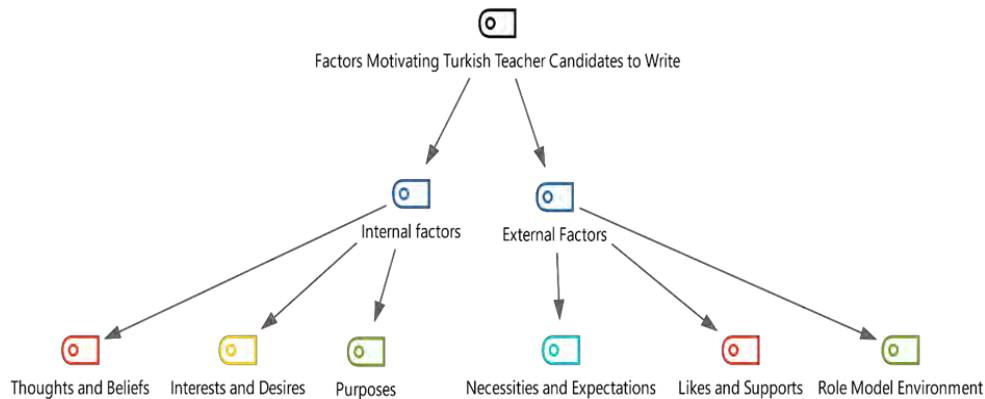 Factors Motivating Turkish Teacher Candidates to Write
Internal factors
External Factors
Thoughts and Beliefs
Interests and Desires
Purposes
Necessities and Expectations
Likes and Supports
Role Model Environment